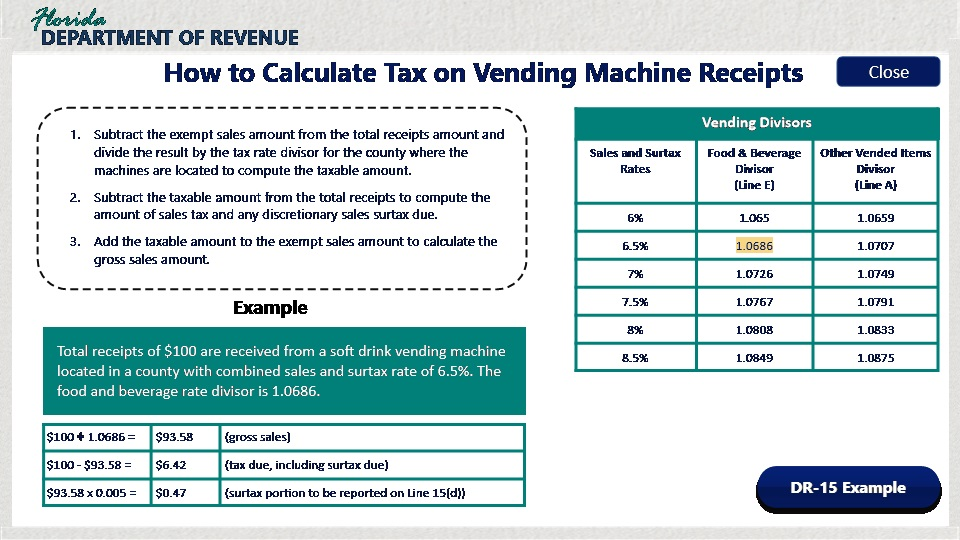 Florida
DEPARTMENT OF REVENUE
How to Calculate Tax on Vending Machine Receipts
Close
1. Subtract the exempt sales amount from the total receipts amount and
divide the result by the tax rate divisor for the county where the
machines are located to compute the taxable amount.
2. Subtract the taxable amount from the total receipts to compute the
amount of sales tax and any discretionary sales surtax due.
3. Add the taxable amount to the exempt sales amount to calculate the
gross sales amount.
Example
Total receipts of $100 are received from a soft drink vending machine
located in a county with combined sales and surtax rate of 6.5%. The
food and beverage rate divisor is 1.0686.
$100 ÷ 1.0686 = $93.58 (gross sales)
$100 - $93.58 = $6.42 (tax due, including surtax due)
$93.58 x 0.005 = $0.47 (surtax portion to be reported on Line 15(d))
Vending Divisors
Sales and Surtax Food & Beverage Other Vended Items
Rates Divisor Divisor
(Line E) (Line A)
6% 1.065 1.0659
6.5% 1.0686 1.0707
7% 1.0726 1.0749
7.5% 1.0767 1.0791
8% 1.0808 1.0833
8.5% 1.0849 1.0875
DR-15 Example